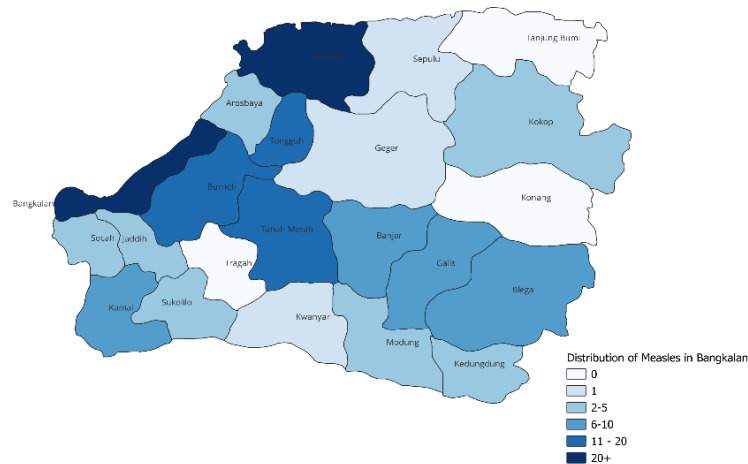 Tanjung Bumi
Sepulu
Arosbaya
Kokop
Tongguh
Geger
Burneh
Konang
Bangkalan
Tanah Merah
Banjar
Socah
Jaddih
Tragah
Galis
Blega
Kamal
Sukolilo
Kwanyar
Modung
Kedungdung
Distribution of Measles in Bangkalan
0
1
2-5
6-10
11 - 20
20+